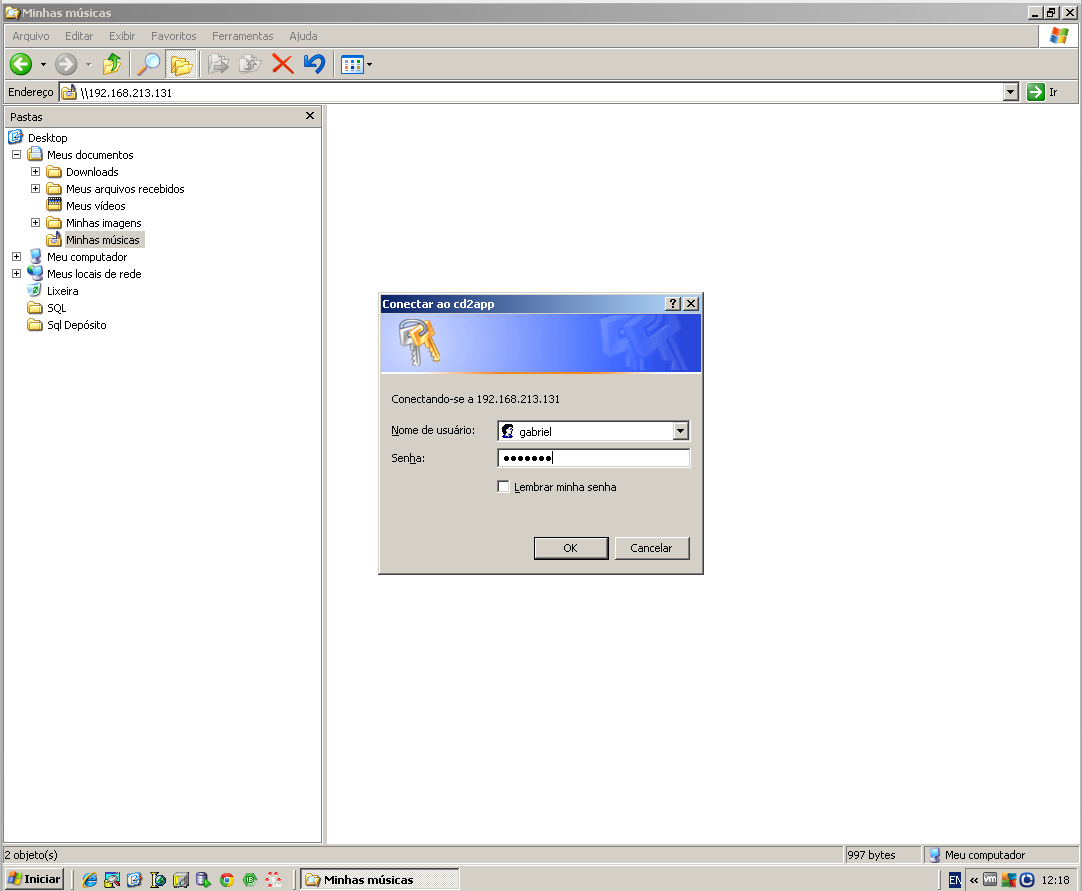 Minhas músicas
Arquivo Editar Exibir Favoritos Ferramentas Ajuda
Endereço \\192.168.213.131 Ir
Pastas
Desktop
Meus documentos
Downloads
Meus arquivos recebidos
Meus vídeos
Minhas imagens
Minhas músicas
Meu computador
Meus locais de rede
Lixeira
SQL
Sql Depósito
Conectar ao cd2app
Conectando-se a 192.168.213.131
Nome de usuário: gabriel
Senha: ●●●●●●●
Lembrar minha senha
OK Cancelar
2 objeto(s) 997 bytes Meu computador
Iniciar Minhas músicas EN « vm 12:18